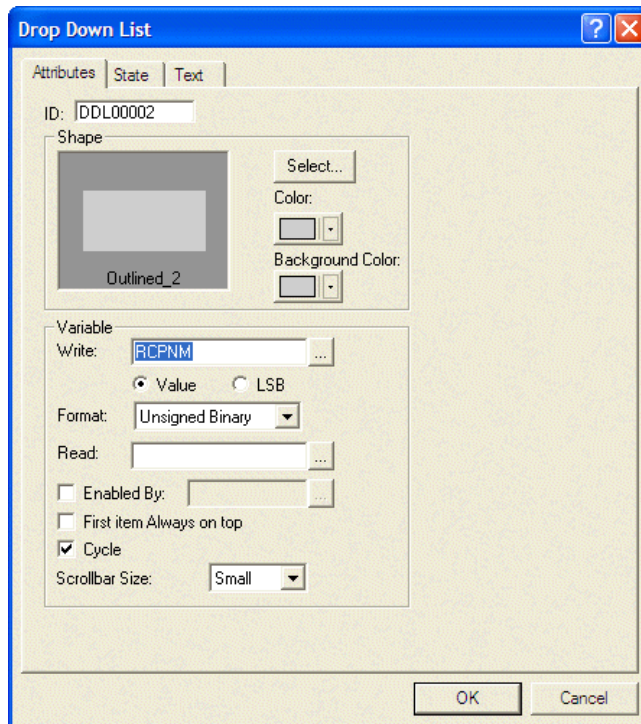 Drop Down List
Attributes State Text
ID: DDL00002
Shape
Outlined_2
Select...
Color:
Background Color:
Variable
Write: RCPNM ...
Value LSB
Format: Unsigned Binary
Read: ...
Enabled By: ...
First item Always on top
Cycle
Scrollbar Size: Small
OK Cancel